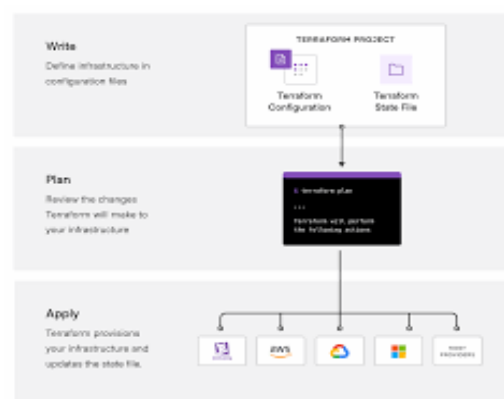 Write
Define infrastructure in
configuration files
TERRAFORM PROJECT
Terraform
Configuration
Terraform
State File
Plan
Review the changes
Terraform will make to
your infrastructure
$ terraform plan
...
Terraform will perform
the following actions
Apply
Terraform provisions
your infrastructure and
updates the state file.
aws
PROVIDERS